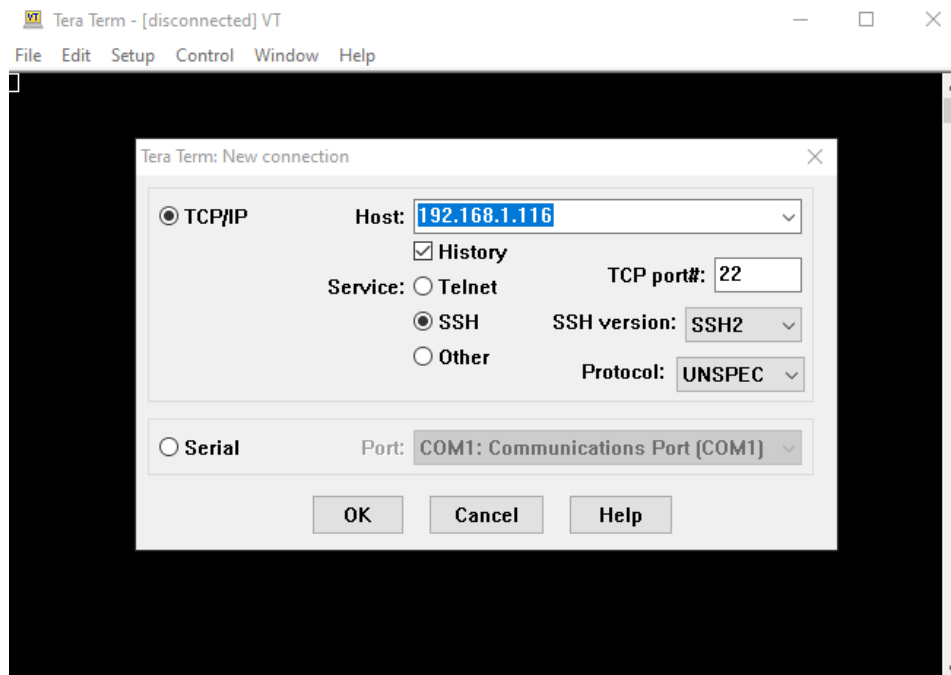 VT Tera Term - [disconnected] VT
File Edit Setup Control Window Help
Tera Term: New connection
TCP/IP Host: 192.168.1.116
History
Service: Telnet TCP port#: 22
SSH SSH version: SSH2
Other Protocol: UNSPEC
Serial Port: COM1: Communications Port (COM1)
OK Cancel Help